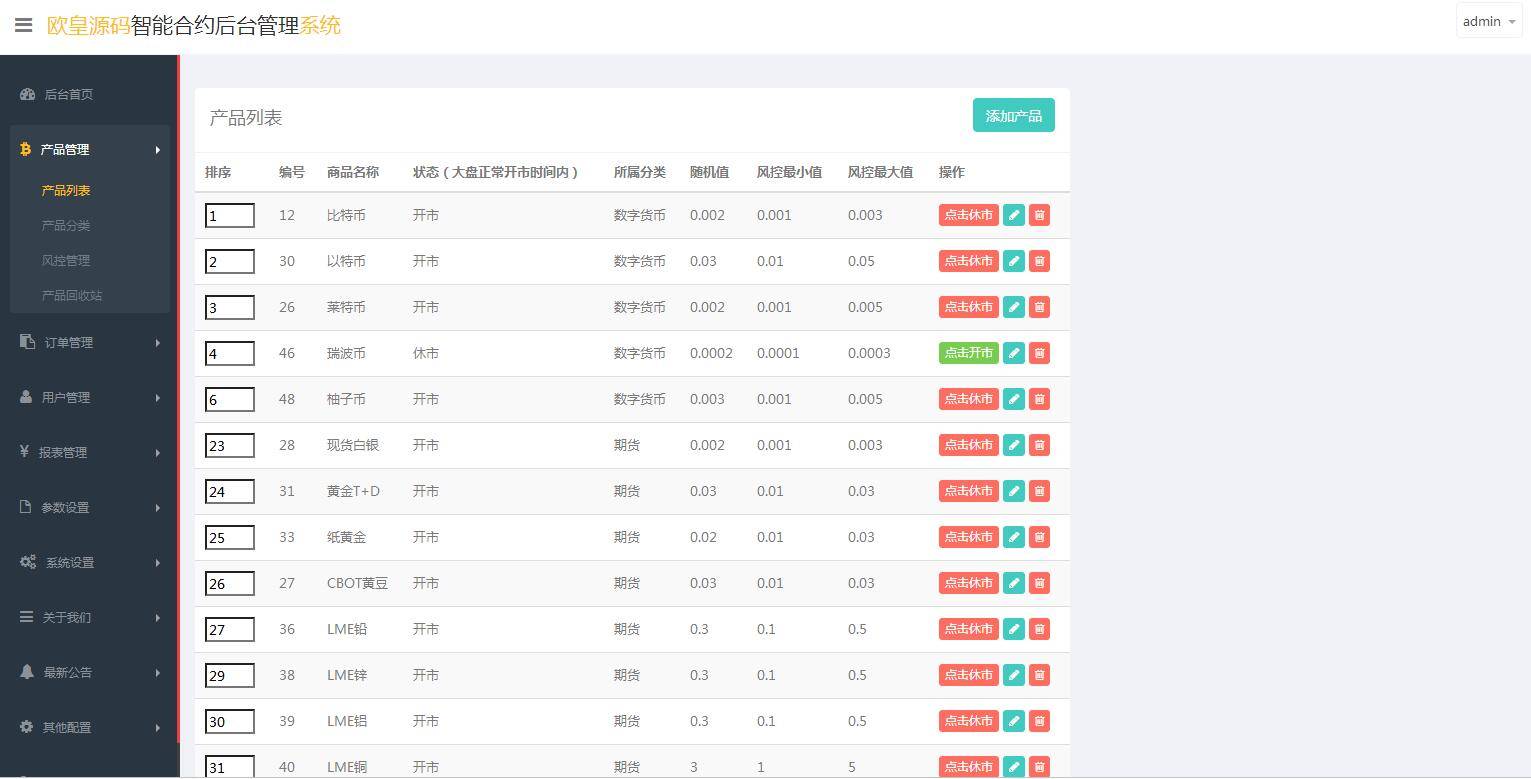 欧皇源码智能合约后台管理系统
admin
后台首页
产品管理
产品列表
产品分类
风控管理
产品回收站
订单管理
用户管理
报表管理
参数设置
系统设置
关于我们
最新公告
其他配置
产品列表
添加产品
排序 编号 商品名称 状态（大盘正常开市时间内） 所属分类 随机值 风控最小值 风控最大值 操作
1 12 比特币 开市 数字货币 0.002 0.001 0.003 点击休市
2 30 以特币 开市 数字货币 0.03 0.01 0.05 点击休市
3 26 莱特币 开市 数字货币 0.002 0.001 0.005 点击休市
4 46 瑞波币 休市 数字货币 0.0002 0.0001 0.0003 点击开市
6 48 柚子币 开市 数字货币 0.003 0.001 0.005 点击休市
23 28 现货白银 开市 期货 0.002 0.001 0.003 点击休市
24 31 黄金T+D 开市 期货 0.03 0.01 0.03 点击休市
25 33 纸黄金 开市 期货 0.02 0.01 0.03 点击休市
26 27 CBOT黄豆 开市 期货 0.03 0.01 0.03 点击休市
27 36 LME铅 开市 期货 0.3 0.1 0.5 点击休市
29 38 LME锌 开市 期货 0.3 0.1 0.5 点击休市
30 39 LME铝 开市 期货 0.3 0.1 0.5 点击休市
31 40 LME铜 开市 期货 3 1 5 点击休市